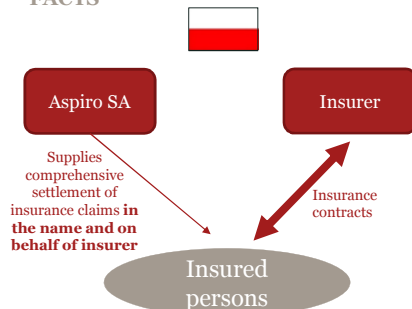 FACTS
Aspiro SA
Insurer
Supplies
comprehensive
settlement of
insurance claims in
the name and on
behalf of insurer
Insurance
contracts
Insured
persons